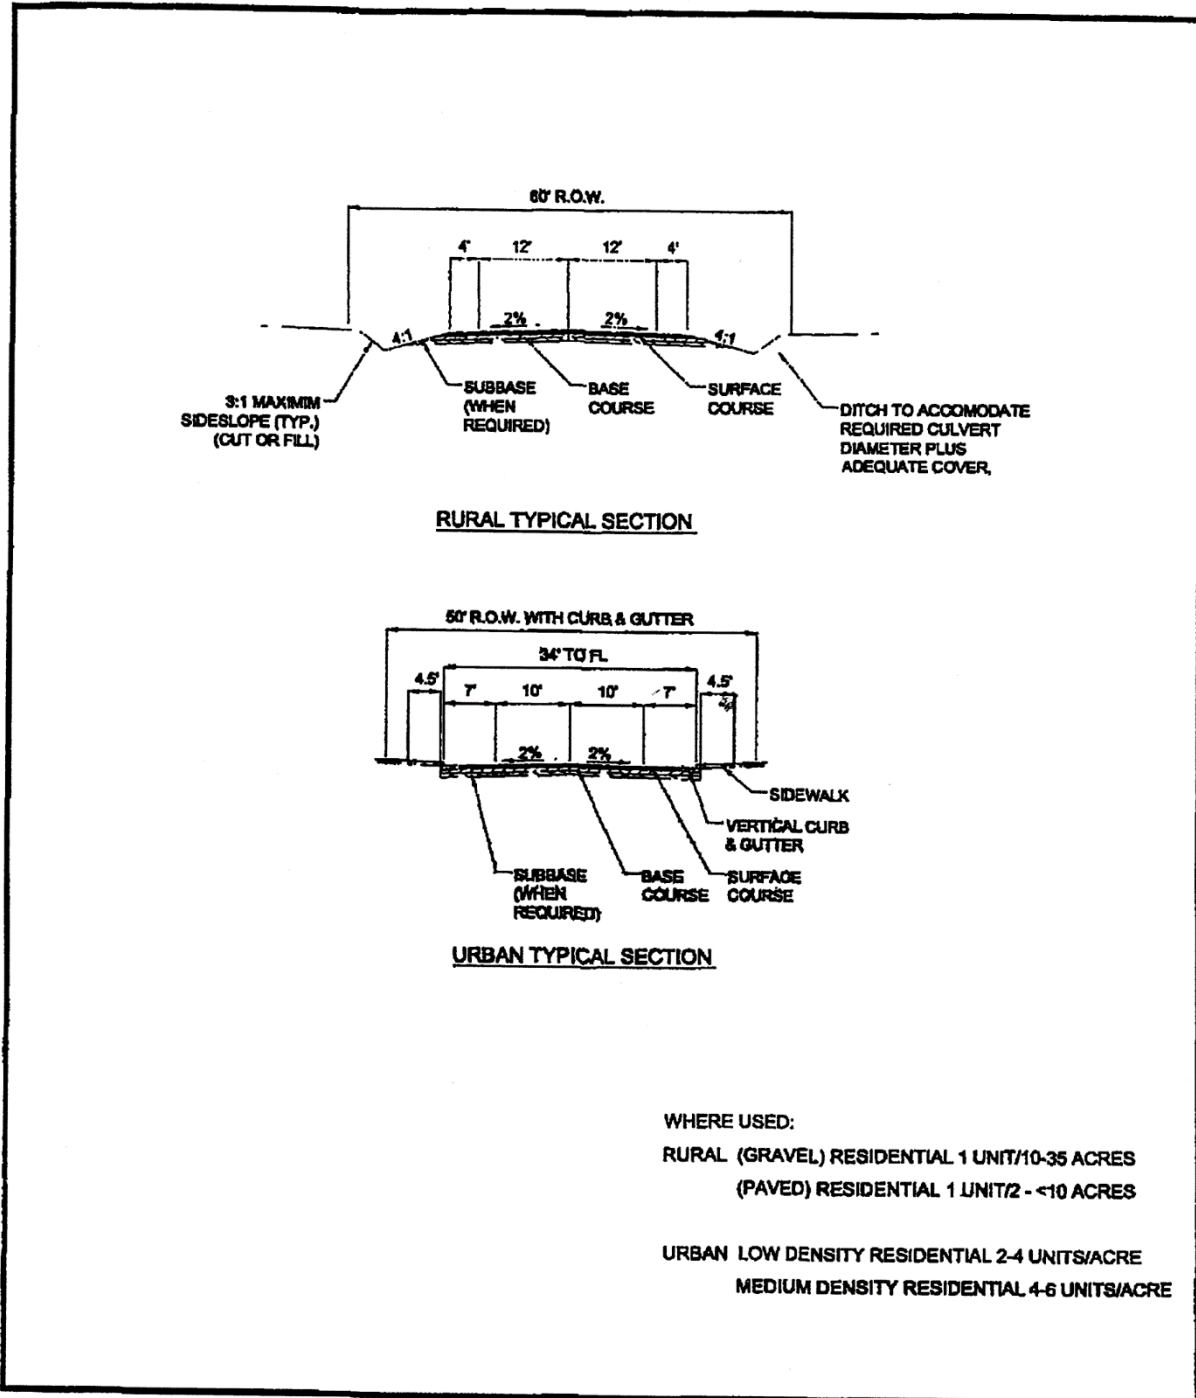 60' R.O.W.
4' 12' 12' 4'
2% 2%
4:1 4:1
3:1 MAXIMIM
SIDESLOPE (TYP.)
(CUT OR FILL)
SUBBASE
(WHEN
REQUIRED)
BASE
COURSE
SURFACE
COURSE
DITCH TO ACCOMODATE
REQUIRED CULVERT
DIAMETER PLUS
ADEQUATE COVER,
RURAL TYPICAL SECTION
50' R.O.W. WITH CURB & GUTTER
34' TO FL
4.5' 7' 10' 10' 7' 4.5'
2% 2%
SIDEWALK
VERTICAL CURB
& GUTTER
SUBBASE
(WHEN
REQUIRED)
BASE
COURSE
SURFACE
COURSE
URBAN TYPICAL SECTION
WHERE USED:
RURAL (GRAVEL) RESIDENTIAL 1 UNIT/10-35 ACRES
(PAVED) RESIDENTIAL 1 UNIT/2 - <10 ACRES
URBAN LOW DENSITY RESIDENTIAL 2-4 UNITS/ACRE
MEDIUM DENSITY RESIDENTIAL 4-6 UNITS/ACRE